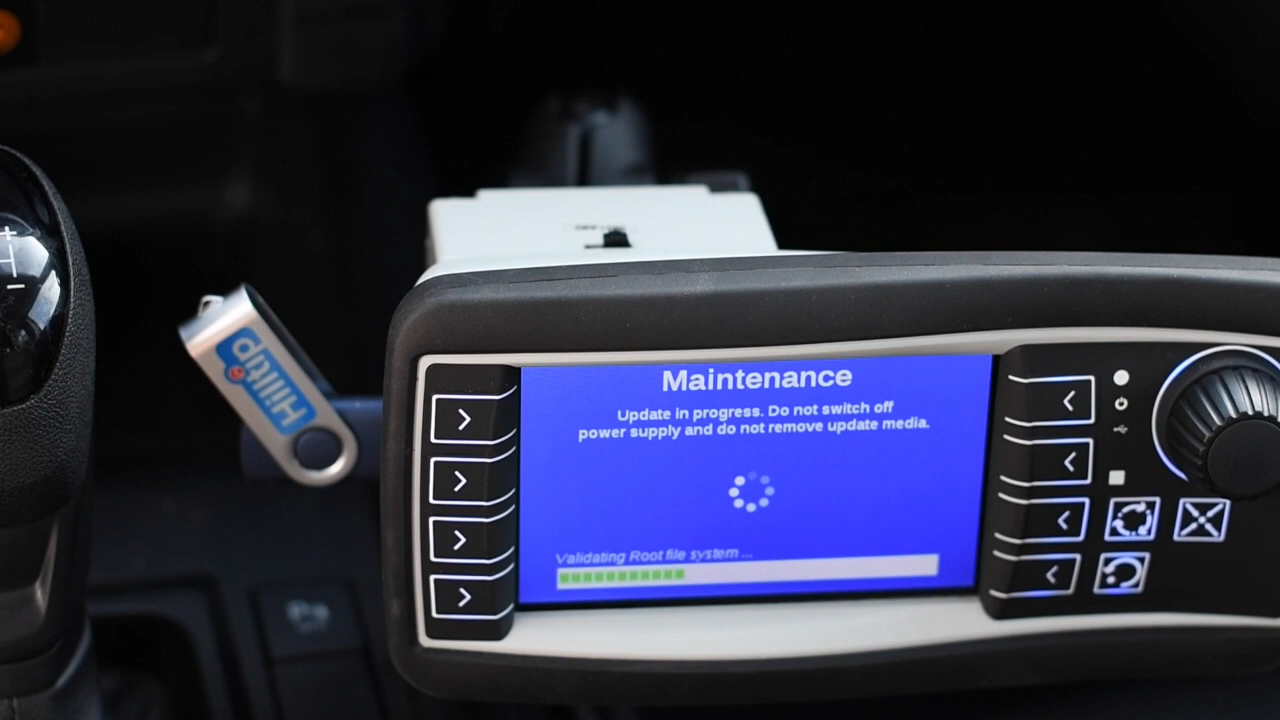 Hilltip
Maintenance
Update in progress. Do not switch off
power supply and do not remove update media.
Validating Root file system ...